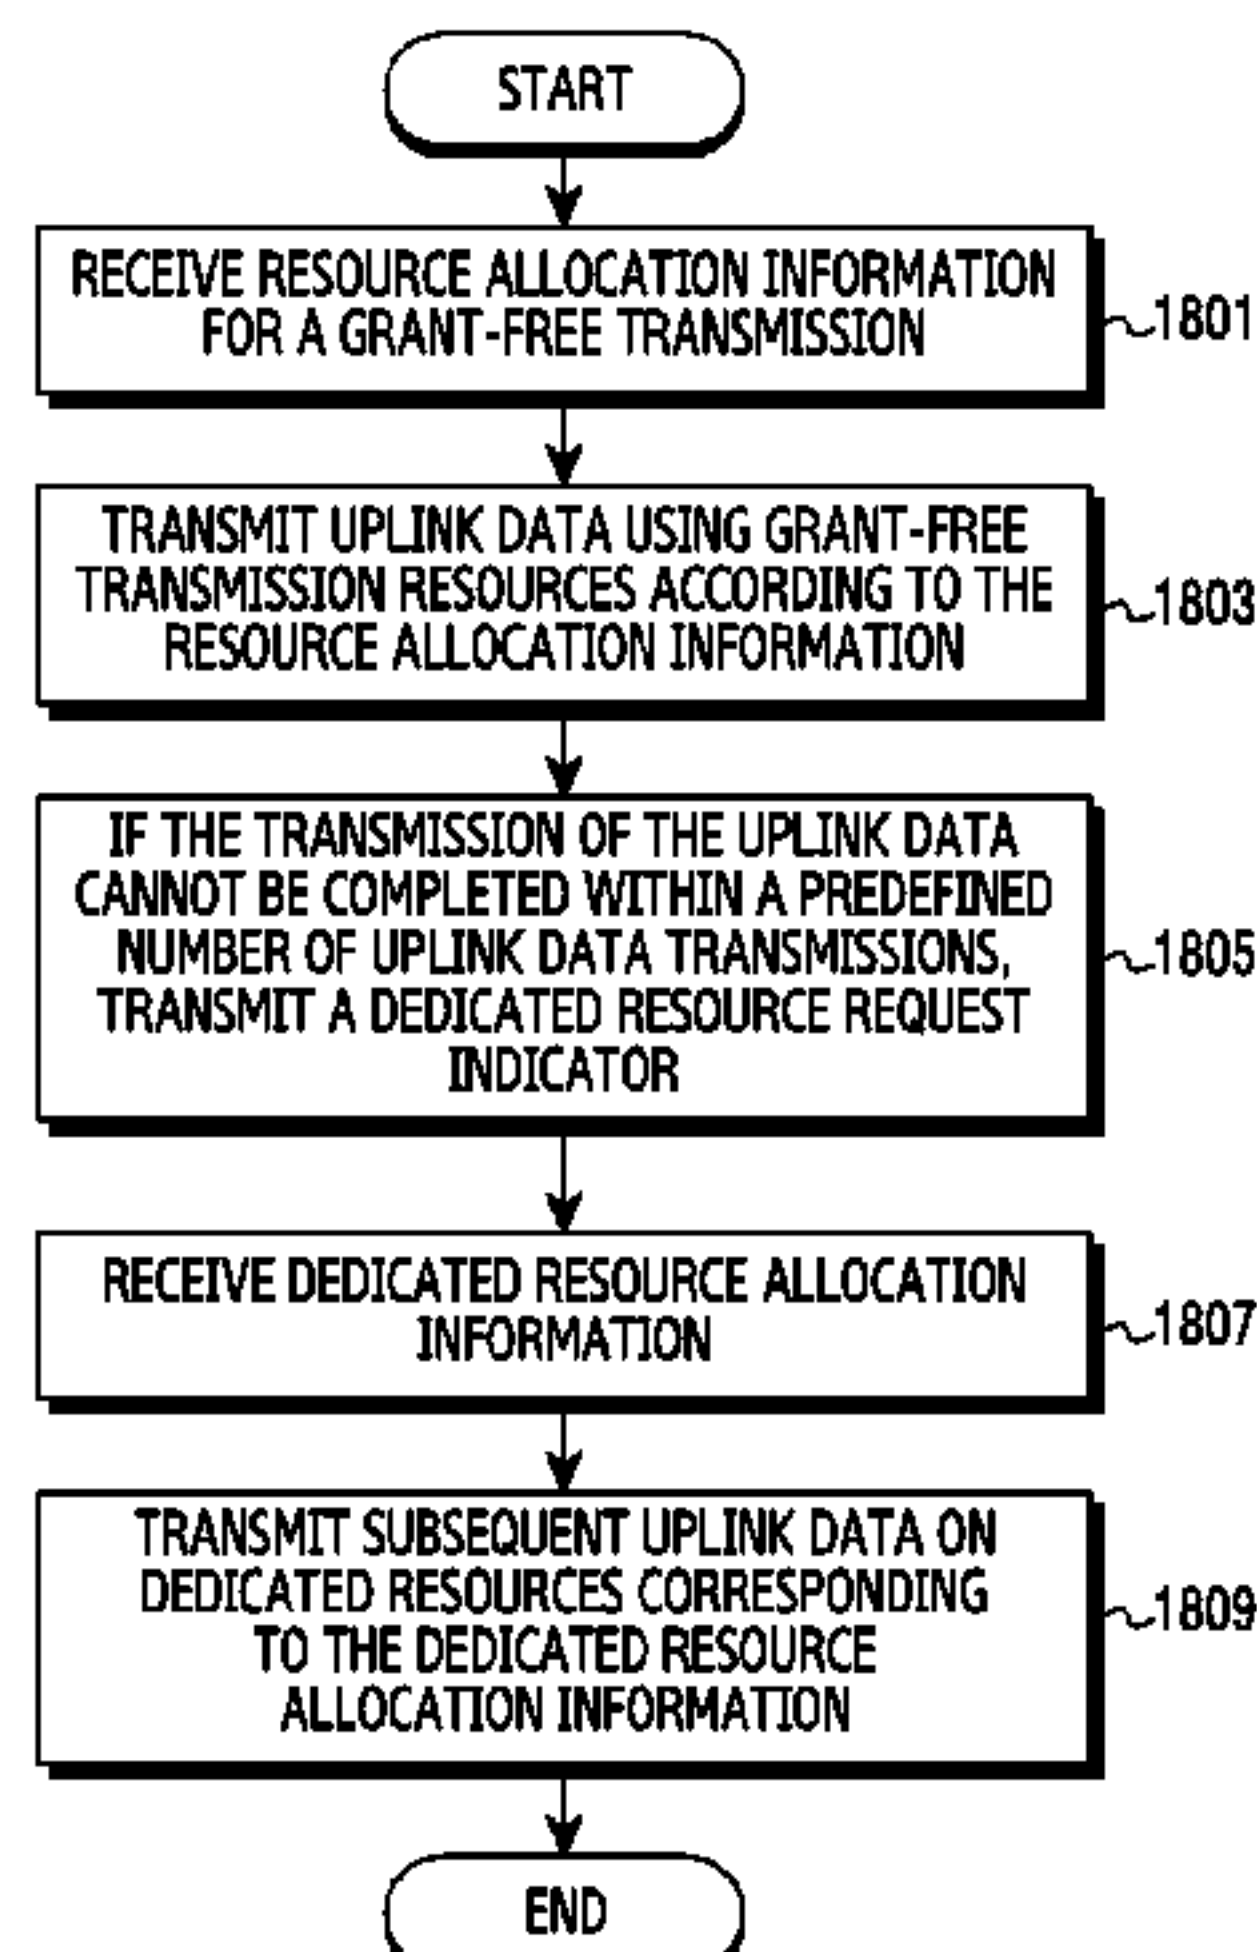 START
RECEIVE RESOURCE ALLOCATION INFORMATION
FOR A GRANT-FREE TRANSMISSION
1801
TRANSMIT UPLINK DATA USING GRANT-FREE
TRANSMISSION RESOURCES ACCORDING TO THE
RESOURCE ALLOCATION INFORMATION
1803
IF THE TRANSMISSION OF THE UPLINK DATA
CANNOT BE COMPLETED WITHIN A PREDEFINED
NUMBER OF UPLINK DATA TRANSMISSIONS,
TRANSMIT A DEDICATED RESOURCE REQUEST
INDICATOR
1805
RECEIVE DEDICATED RESOURCE ALLOCATION
INFORMATION
1807
TRANSMIT SUBSEQUENT UPLINK DATA ON
DEDICATED RESOURCES CORRESPONDING
TO THE DEDICATED RESOURCE
ALLOCATION INFORMATION
1809
END